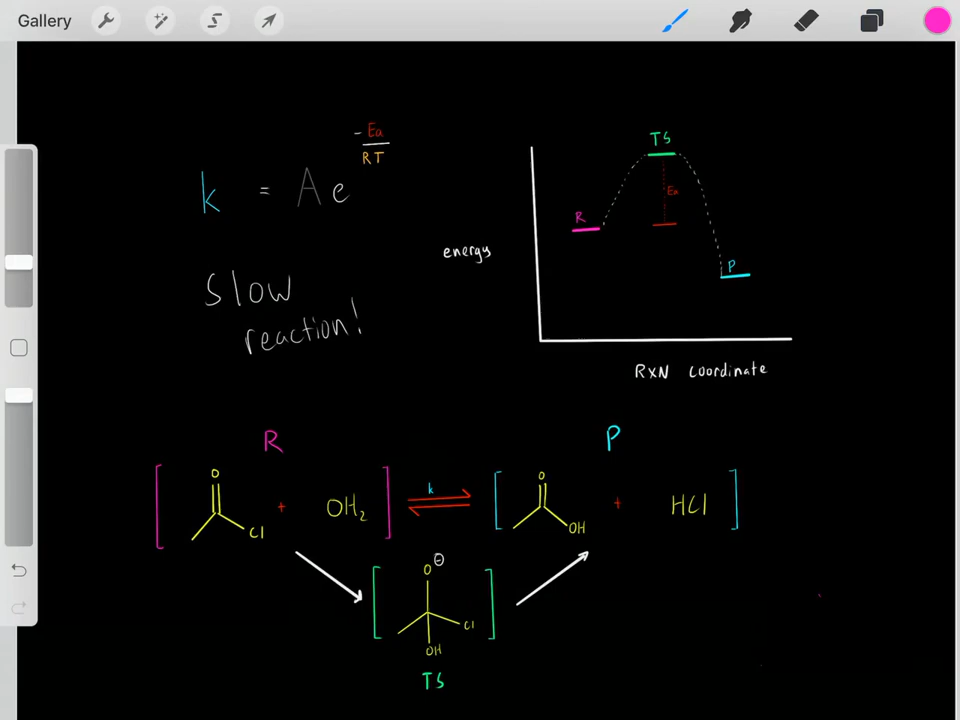 Gallery
k = A e^(-Ea/RT)
Slow
reaction!
TS
Ea
R
P
energy
RXN coordinate
R
P
O
Cl
+
OH₂
k
O
OH
+
HCl
O⊖
Cl
OH
TS